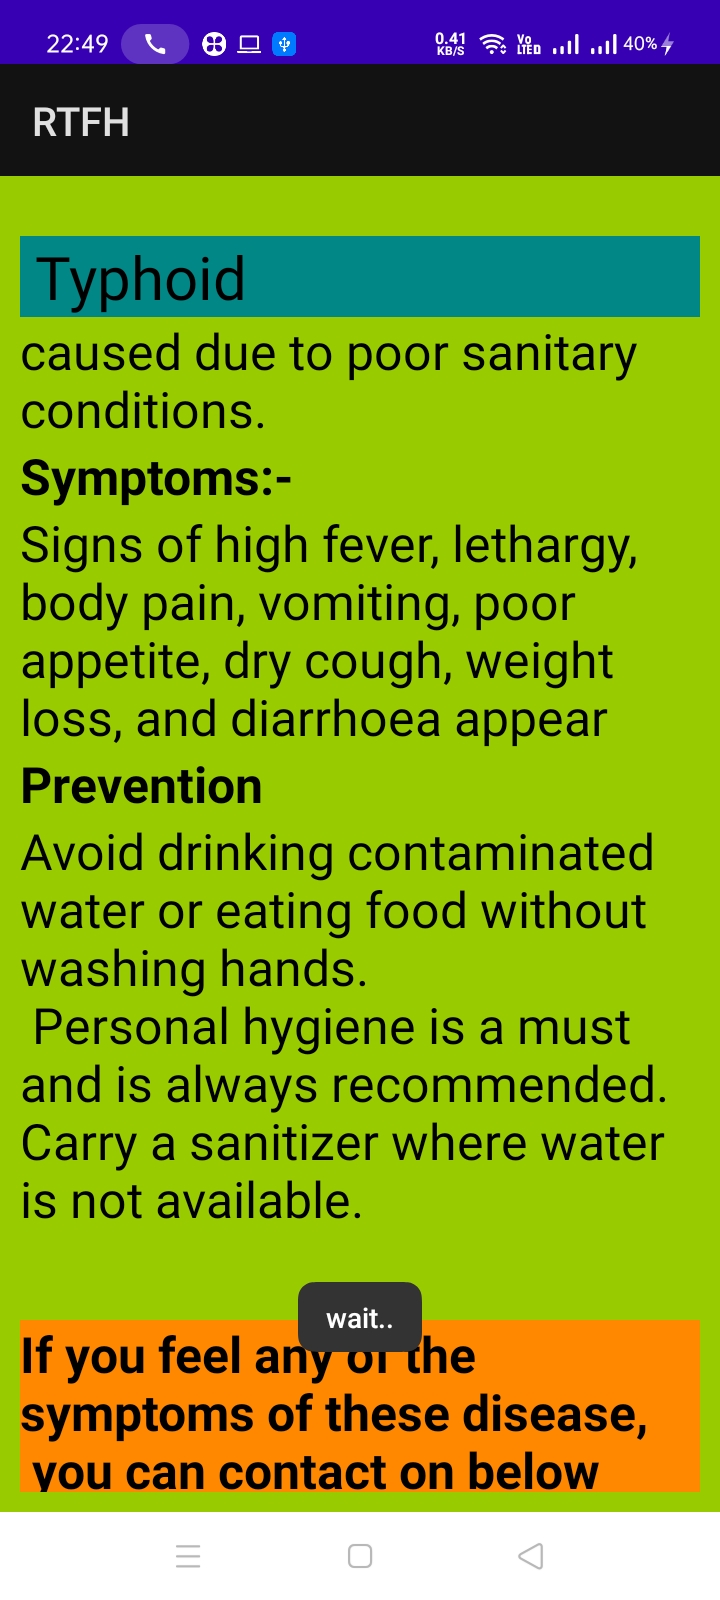 22:49
0.41 KB/S
Vo LTED
40%
RTFH
Typhoid
caused due to poor sanitary
conditions.
Symptoms:-
Signs of high fever, lethargy,
body pain, vomiting, poor
appetite, dry cough, weight
loss, and diarrhoea appear
Prevention
Avoid drinking contaminated
water or eating food without
washing hands.
Personal hygiene is a must
and is always recommended.
Carry a sanitizer where water
is not available.
wait..
If you feel any of the
symptoms of these disease,
you can contact on below